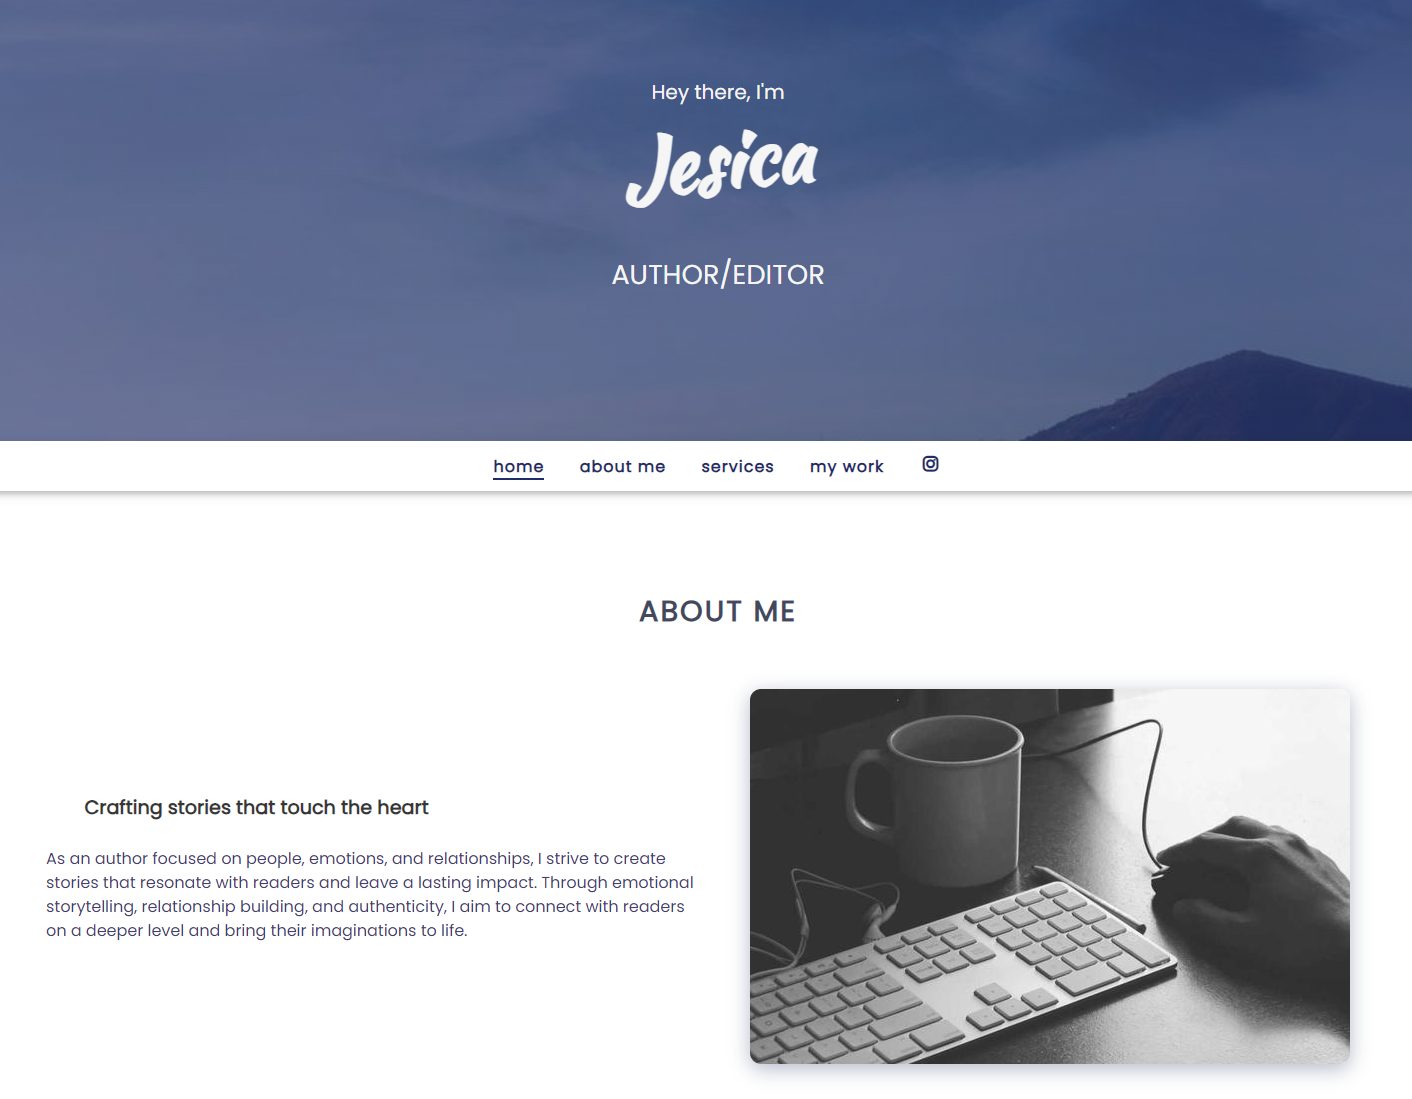 Hey there, I'm
Jesica
AUTHOR/EDITOR
home about me services my work
ABOUT ME
Crafting stories that touch the heart
As an author focused on people, emotions, and relationships, I strive to create
stories that resonate with readers and leave a lasting impact. Through emotional
storytelling, relationship building, and authenticity, I aim to connect with readers
on a deeper level and bring their imaginations to life.